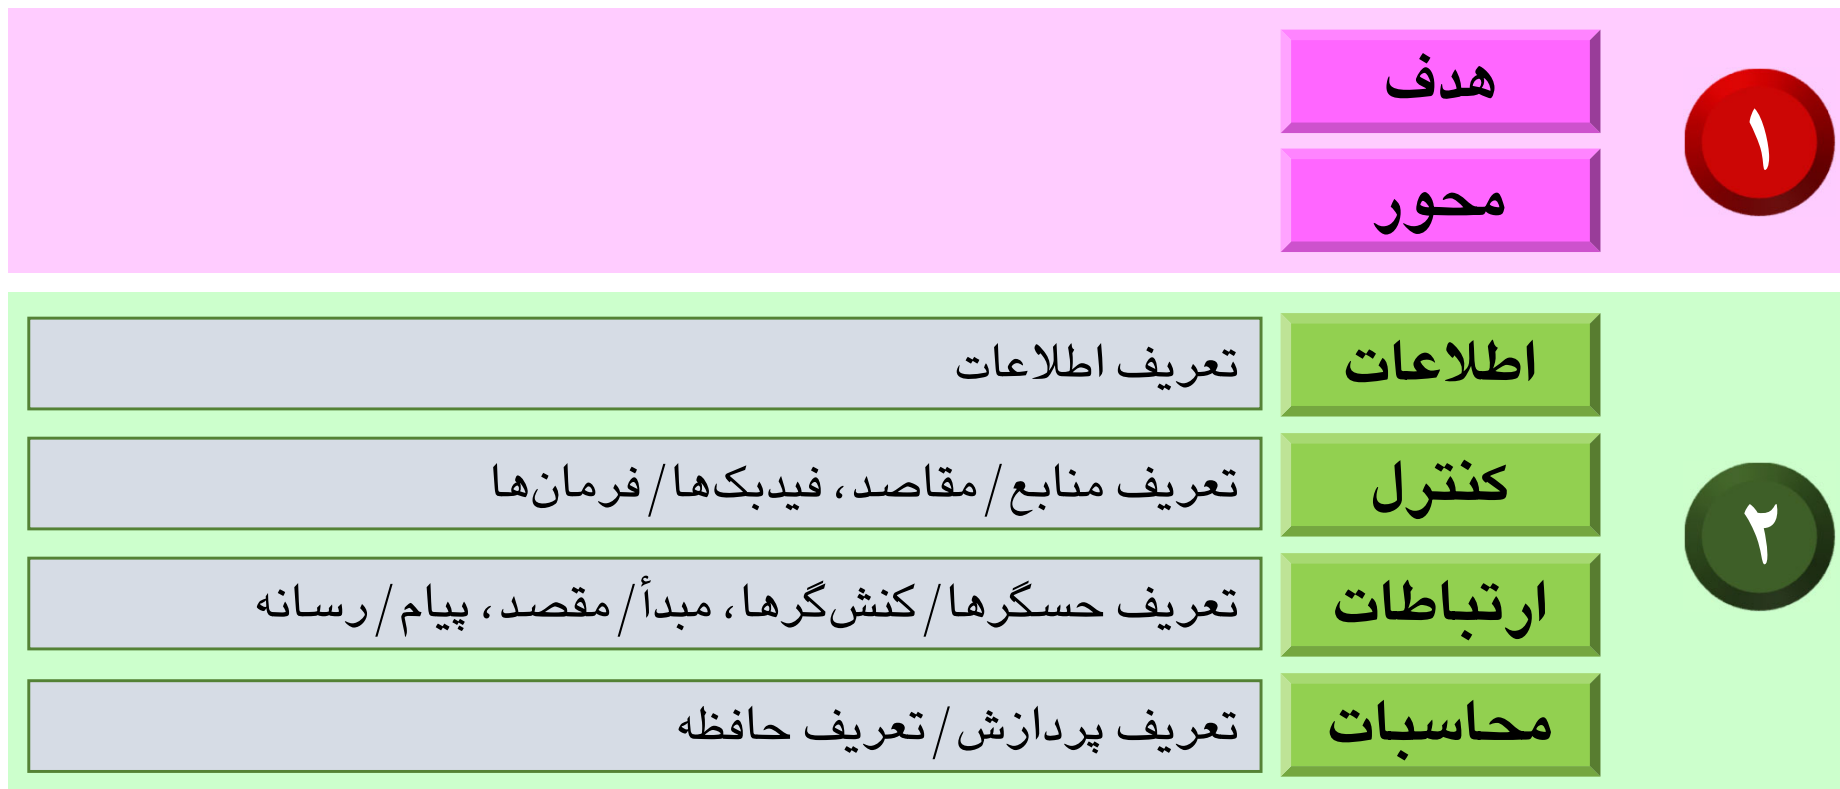 ۱
هدف
محور
۲
اطلاعات
تعریف اطلاعات
کنترل
تعریف منابع/مقاصد، فیدبک‌ها/فرمان‌ها
ارتباطات
تعریف حسگرها/کنش‌گرها، مبدأ/مقصد، پیام/رسانه
محاسبات
تعریف پردازش/تعریف حافظه